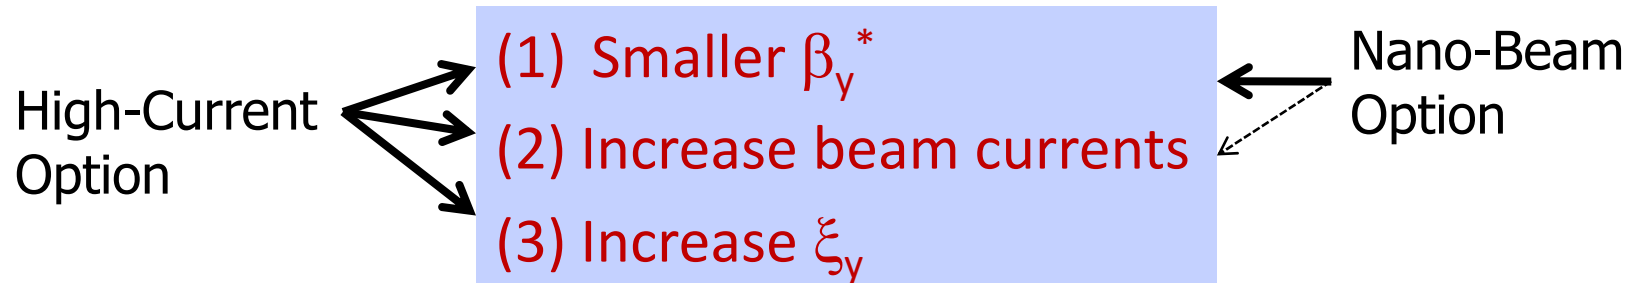 High-Current
Option
(1) Smaller βy*
(2) Increase beam currents
(3) Increase ξy
Nano-Beam
Option